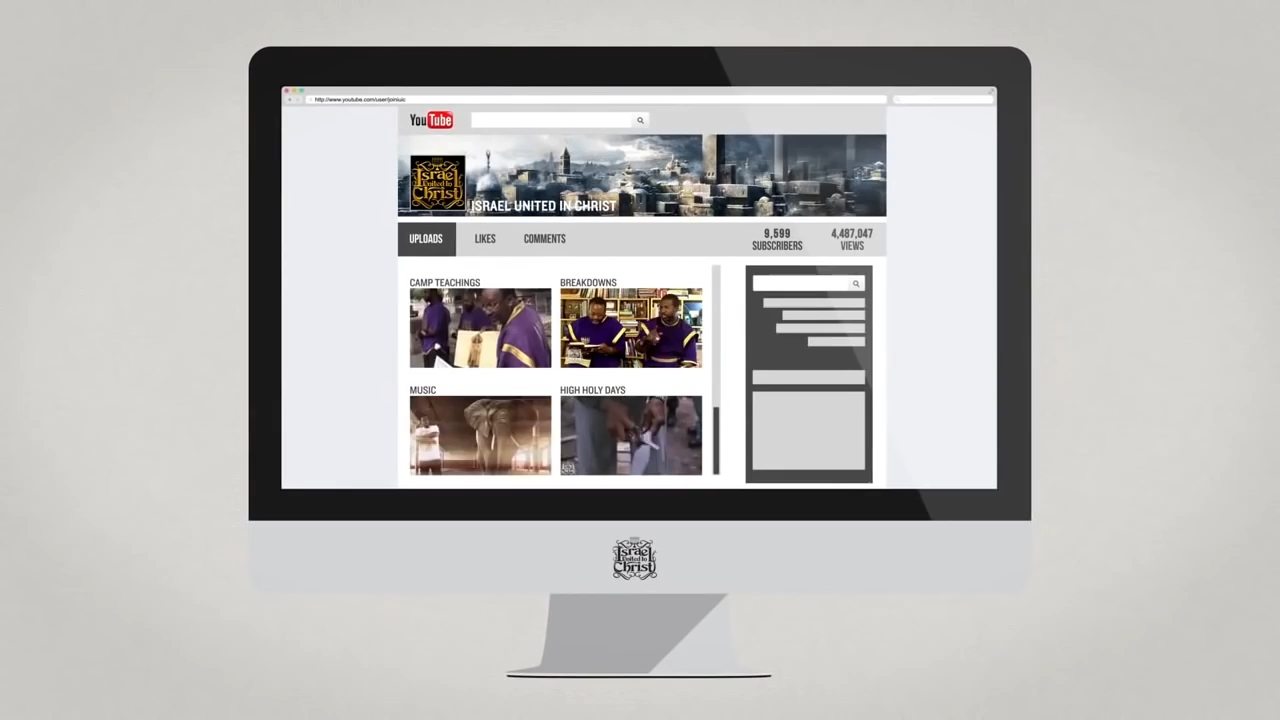 http://www.youtube.com/user/joiniuic
YouTube
Israel
United In
Christ
ISRAEL UNITED IN CHRIST
UPLOADS
LIKES
COMMENTS
9,599
SUBSCRIBERS
4,487,047
VIEWS
CAMP TEACHINGS
BREAKDOWNS
MUSIC
HIGH HOLY DAYS
Israel
United In
Christ